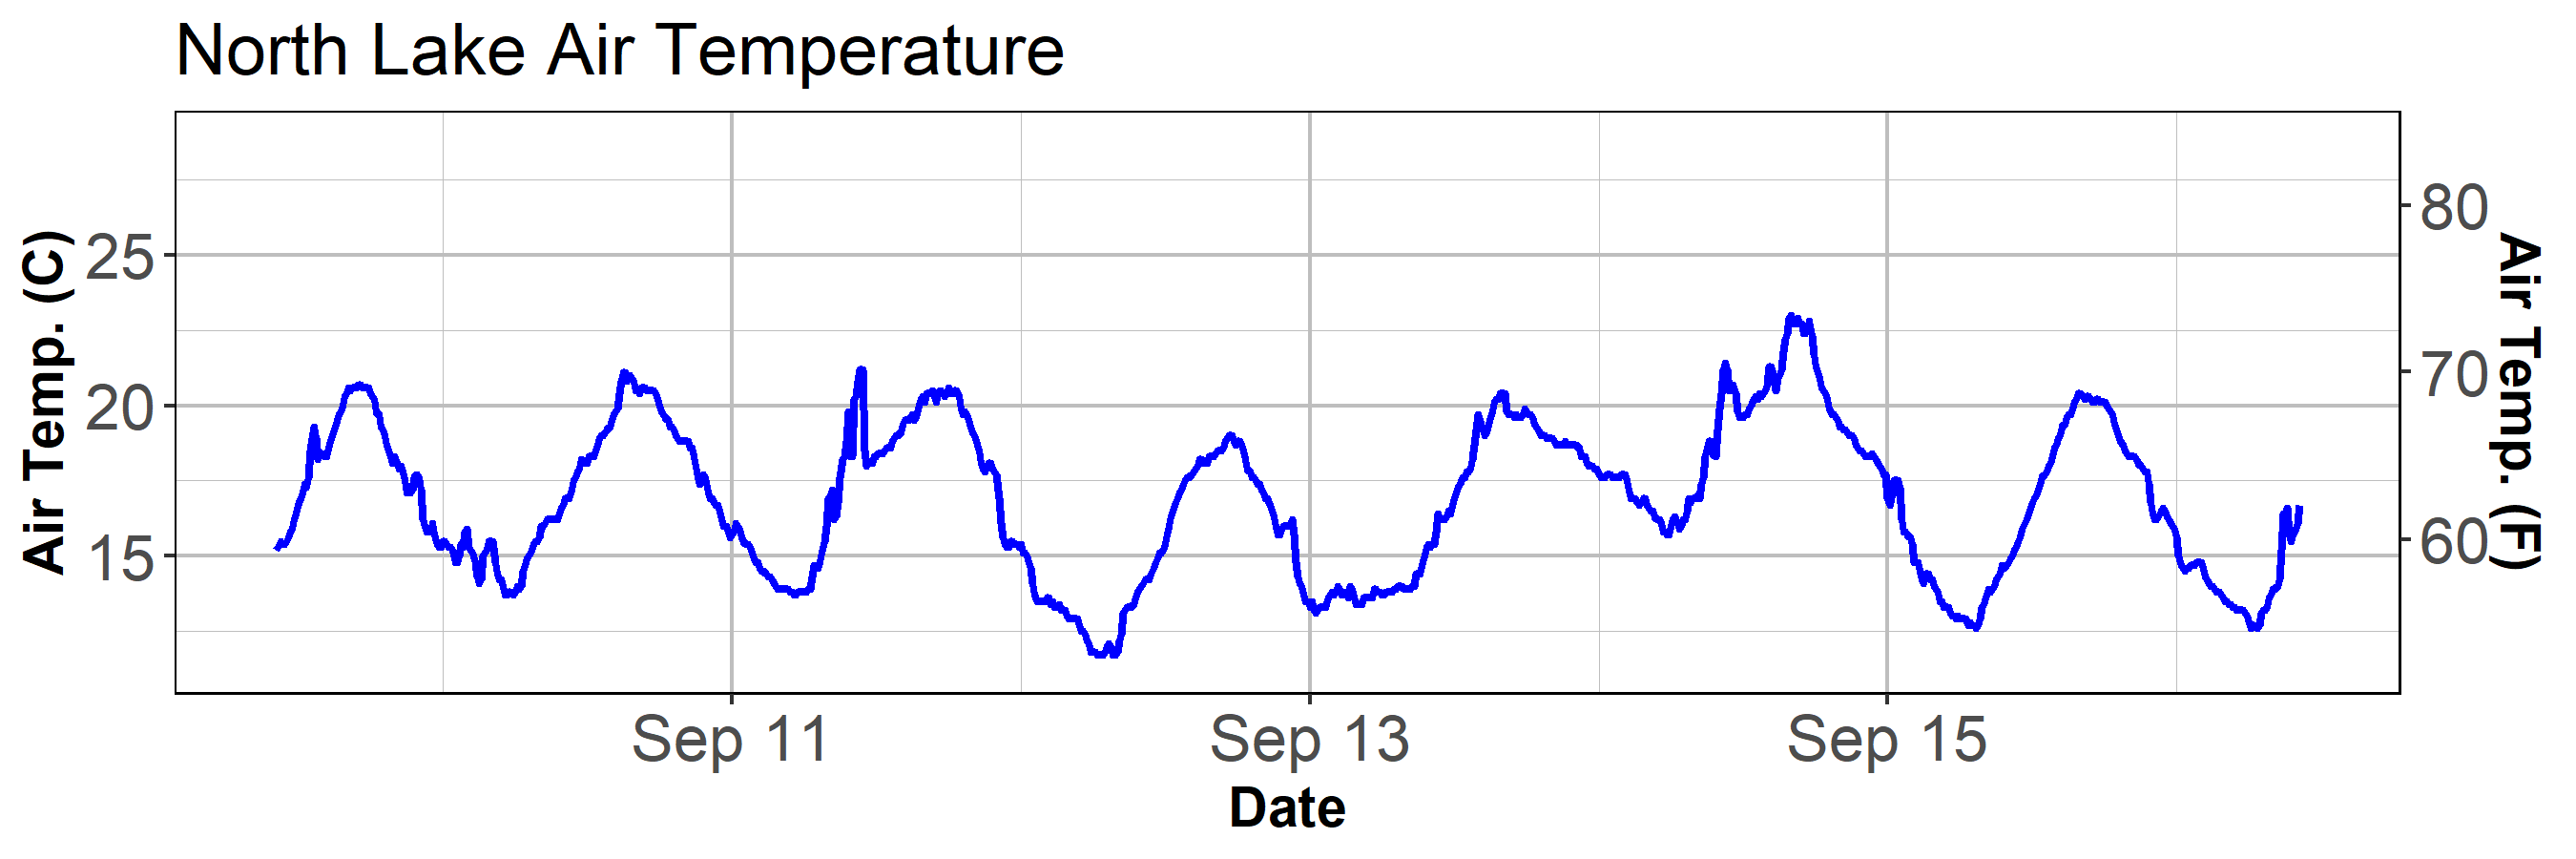 North Lake Air Temperature
Air Temp. (C)
25
20
15
80
70
60
Air Temp. (F)
Sep 11
Sep 13
Sep 15
Date